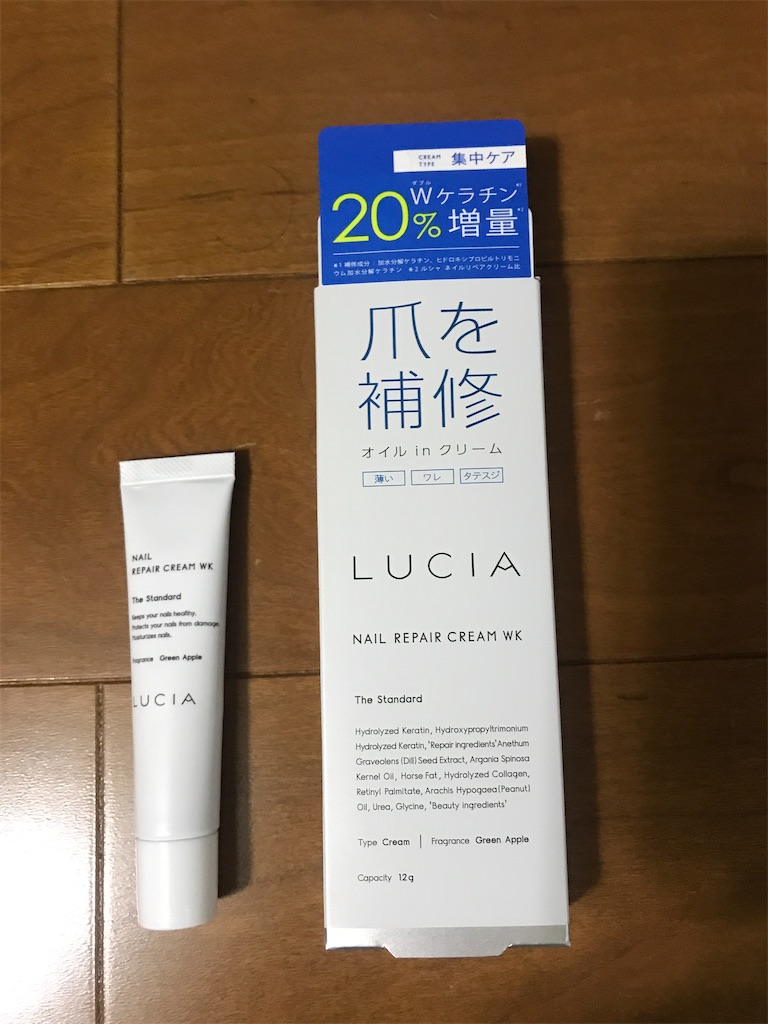 CREAM
TYPE
集中ケア
ダブル
Wケラチン※1
20%増量※2
※1 補修成分：加水分解ケラチン、ヒドロキシプロピルトリモニ
ウム加水分解ケラチン ※2 ルシャ ネイルリペアクリーム比
爪を
補修
オイル in クリーム
薄い ワレ タテスジ
LUCIA
NAIL REPAIR CREAM WK
The Standard
Hydrolyzed Keratin, Hydroxypropyltrimonium
Hydrolyzed Keratin, 'Repair ingredients' Anethum
Graveolens (Dill) Seed Extract, Argania Spinosa
Kernel Oil, Horse Fat, Hydrolyzed Collagen,
Retinyl Palmitate, Arachis Hypogaea (Peanut)
Oil, Urea, Glycine, 'Beauty ingredients'
Type Cream | Fragrance Green Apple
Capacity 12g
NAIL
REPAIR CREAM WK
The Standard
Keeps your nails healthy.
Protects your nails from damage.
Moisturizes nails.
Fragrance Green Apple
LUCIA